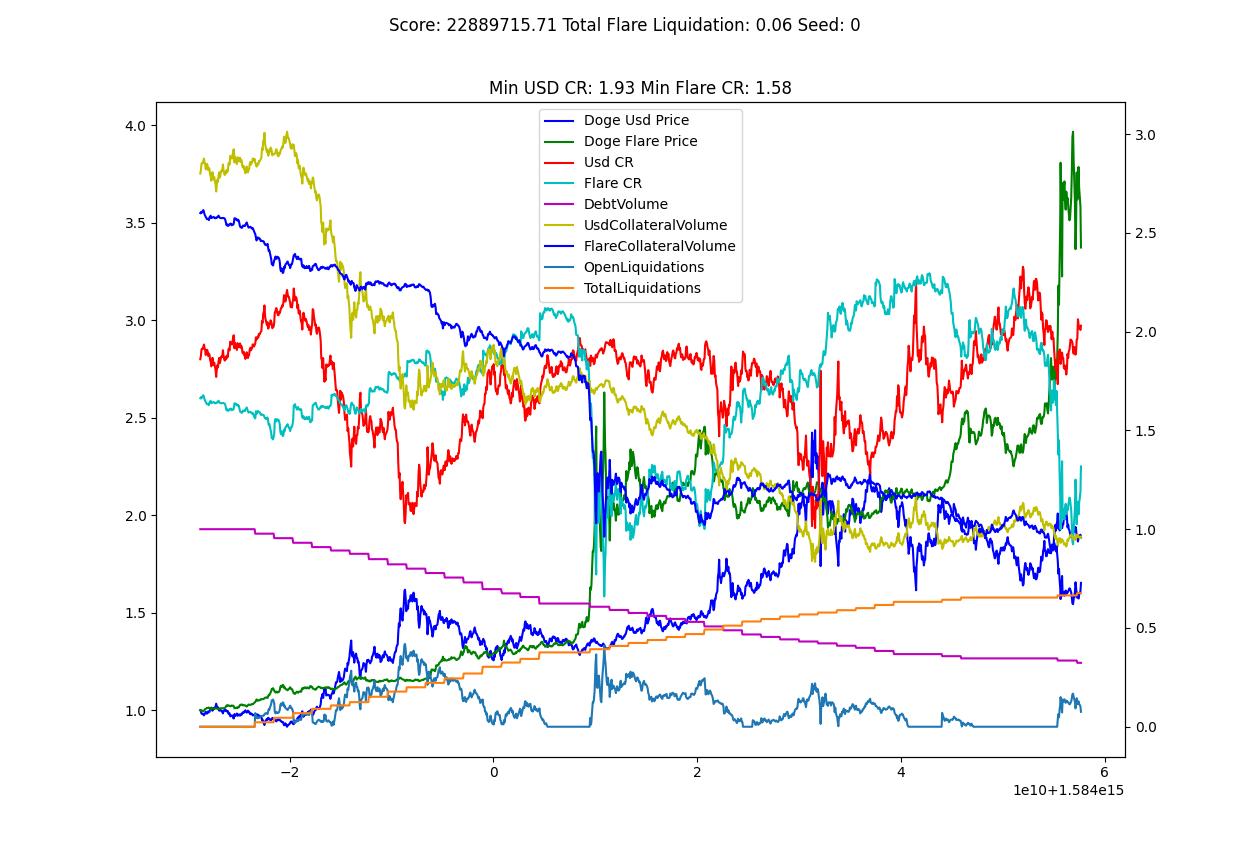 Score: 22889715.71 Total Flare Liquidation: 0.06 Seed: 0
Min USD CR: 1.93 Min Flare CR: 1.58
Doge Usd Price
Doge Flare Price
Usd CR
Flare CR
DebtVolume
UsdCollateralVolume
FlareCollateralVolume
OpenLiquidations
TotalLiquidations
4.0
3.5
3.0
2.5
2.0
1.5
1.0
3.0
2.5
2.0
1.5
1.0
0.5
0.0
−2
0
2
4
6
1e10+1.584e15